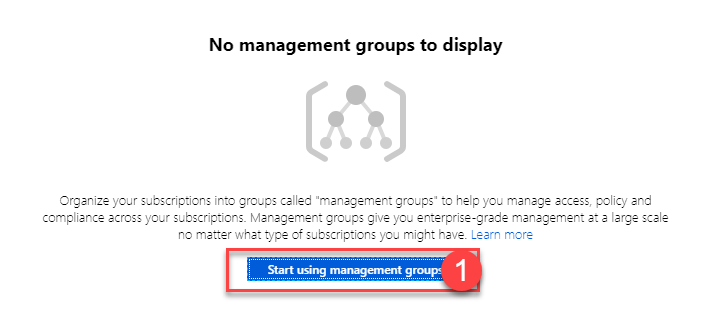 No management groups to display
Organize your subscriptions into groups called "management groups" to help you manage access, policy and
compliance across your subscriptions. Management groups give you enterprise-grade management at a large scale
no matter what type of subscriptions you might have. Learn more
Start using management groups
1